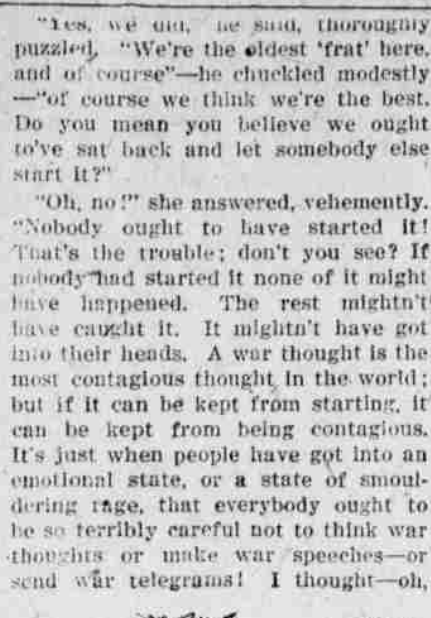 "Yes, we did, he said, thoroughly
puzzled, "We're the oldest 'frat' here,
and of course"—he chuckled modestly
—"of course we think we're the best.
Do you mean you believe we ought
to've sat back and let somebody else
start it?"
"Oh, no!" she answered, vehemently.
"Nobody ought to have started it!
That's the trouble; don't you see? If
nobody had started it none of it might
have happened. The rest mightn't
have caught it. It mightn't have got
into their heads. A war thought is the
most contagious thought in the world;
but if it can be kept from starting, it
can be kept from being contagious.
It's just when people have got into an
emotional state, or a state of smoul-
dering rage, that everybody ought to
be so terribly careful not to think war
thoughts or make war speeches—or
send war telegrams! I thought—oh,